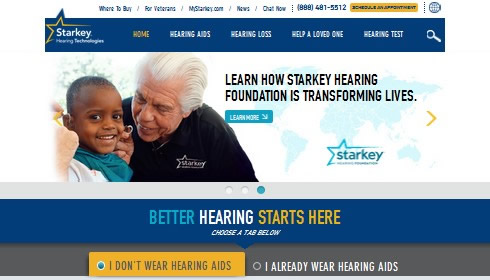 Where To Buy / For Veterans / MyStarkey.com / News / Chat Now (888) 481-5512 SCHEDULE AN APPOINTMENT
Starkey
Hearing Technologies
HOME HEARING AIDS HEARING LOSS HELP A LOVED ONE HEARING TEST
LEARN HOW STARKEY HEARING
FOUNDATION IS TRANSFORMING LIVES.
LEARN MORE
starkey
starkey
HEARING FOUNDATION
BETTER HEARING STARTS HERE
CHOOSE A TAB BELOW
I DON'T WEAR HEARING AIDS I ALREADY WEAR HEARING AIDS